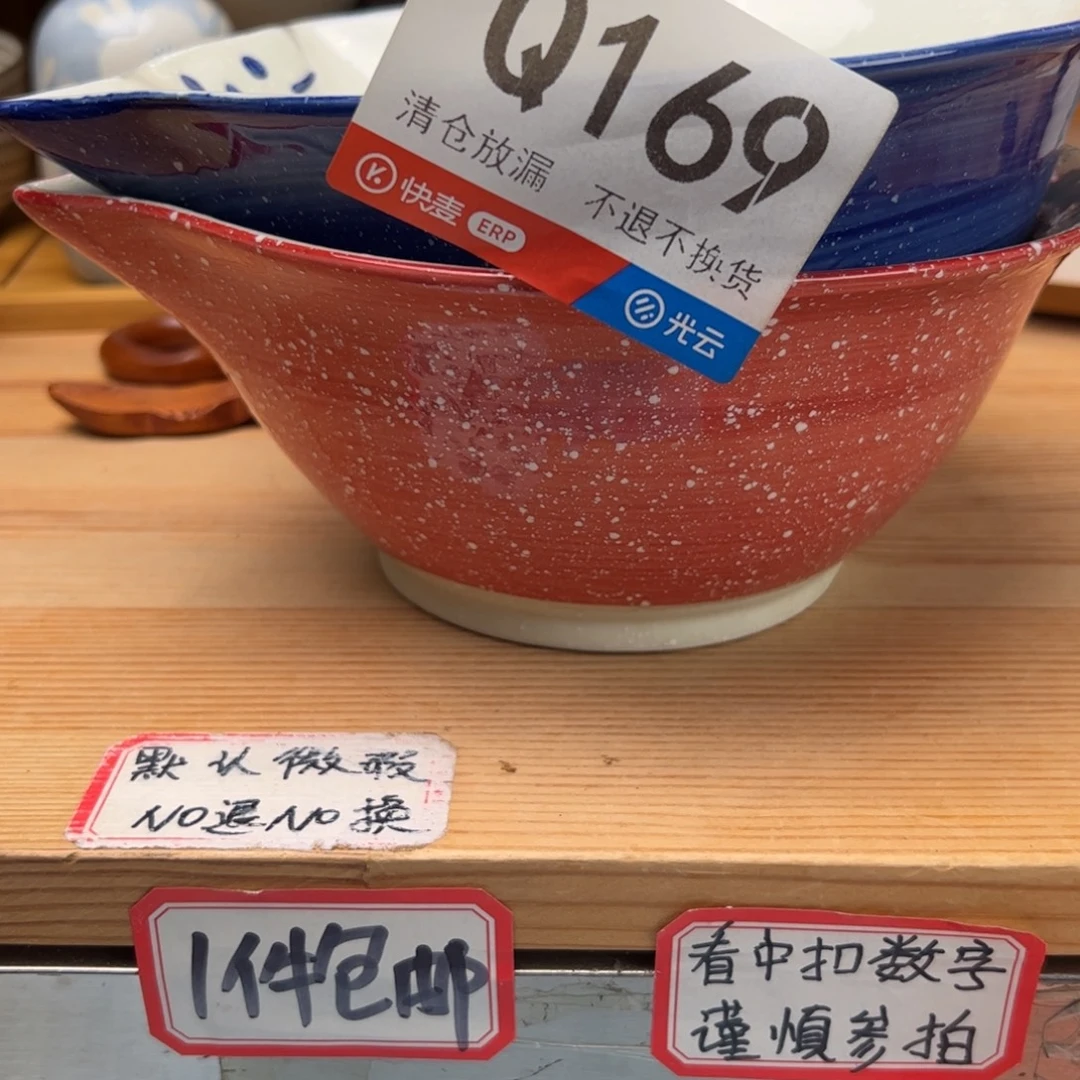 Q169
清仓放漏 不退不换货
快麦 ERP
光云
默认微瑕
NO退NO换
1件包邮
看中扣数字
谨慎参拍